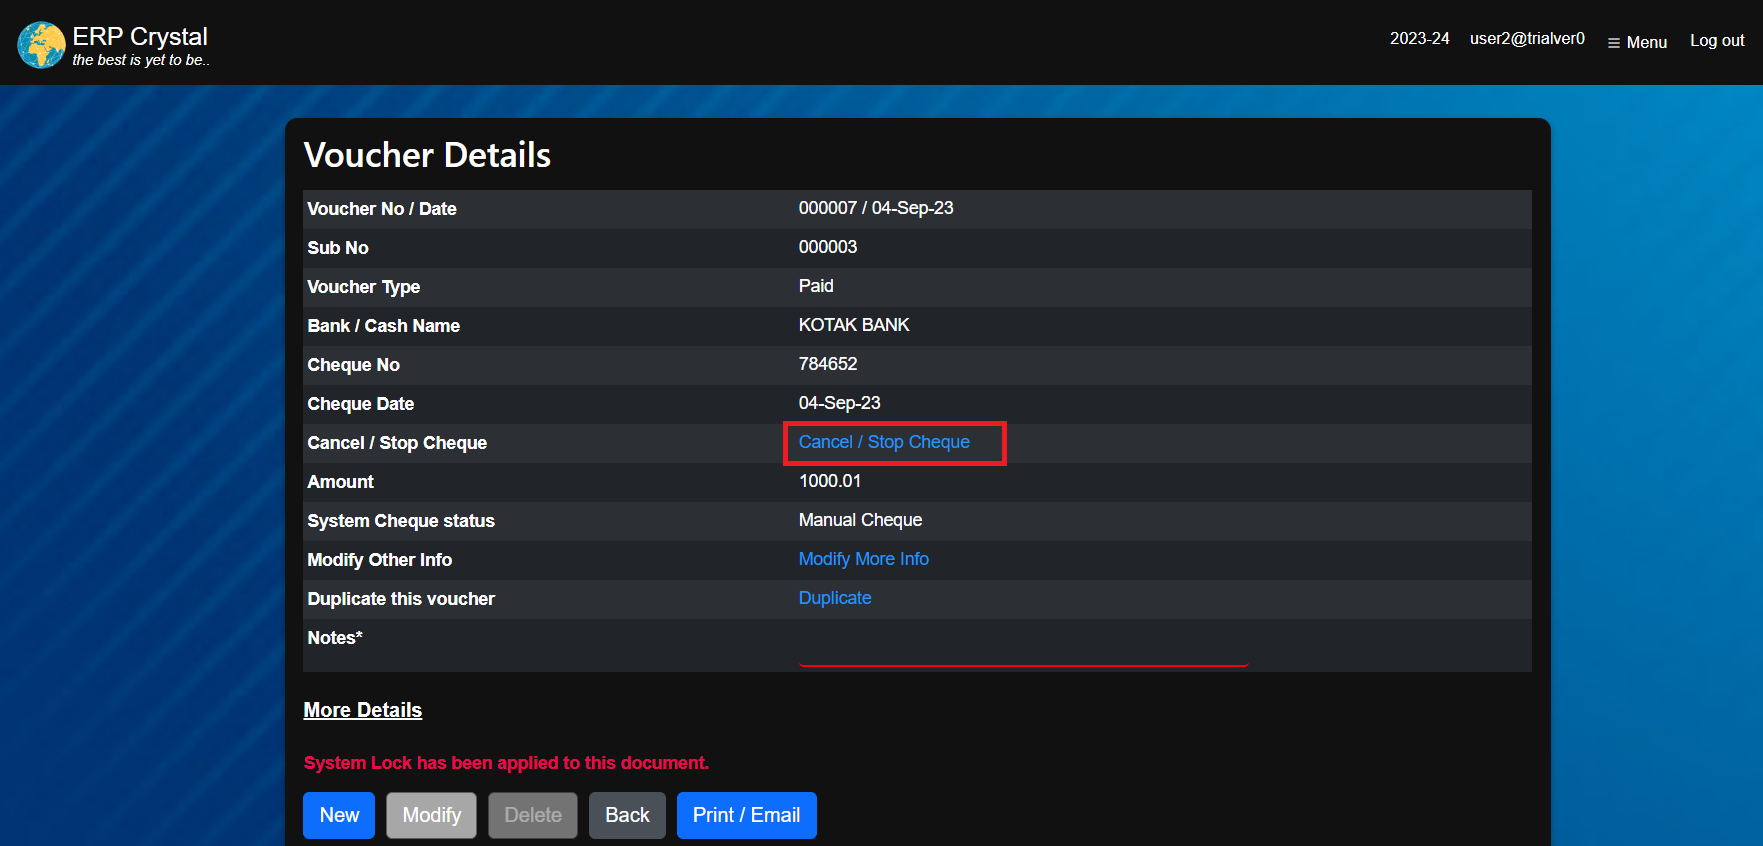 ERP Crystal
the best is yet to be..
2023-24 user2@trialver0 Menu Log out
Voucher Details
Voucher No / Date 000007 / 04-Sep-23
Sub No 000003
Voucher Type Paid
Bank / Cash Name KOTAK BANK
Cheque No 784652
Cheque Date 04-Sep-23
Cancel / Stop Cheque Cancel / Stop Cheque
Amount 1000.01
System Cheque status Manual Cheque
Modify Other Info Modify More Info
Duplicate this voucher Duplicate
Notes*
More Details
System Lock has been applied to this document.
New Modify Delete Back Print / Email